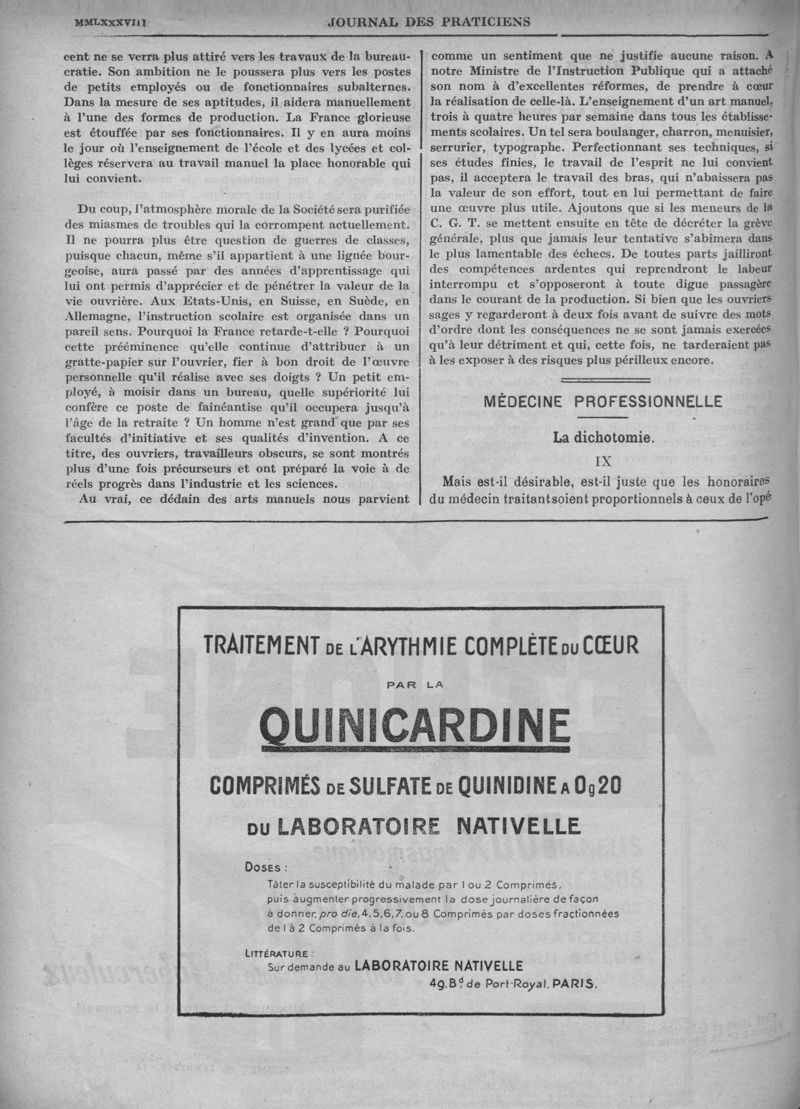 MMLXXXVIII JOURNAL DES PRATICIENS
cent ne se verra plus attiré vers les travaux de la bureau-
cratie. Son ambition ne le poussera plus vers les postes
de petits employés ou de fonctionnaires subalternes.
Dans la mesure de ses aptitudes, il aidera manuellement
à l'une des formes de production. La France glorieuse
est étouffée par ses fonctionnaires. Il y en aura moins
le jour où l'enseignement de l'école et des lycées et col-
lèges réservera au travail manuel la place honorable qui
lui convient.
Du coup, l'atmosphère morale de la Société sera purifiée
des miasmes de troubles qui la corrompent actuellement.
Il ne pourra plus être question de guerres de classes,
puisque chacun, même s'il appartient à une lignée bour-
geoise, aura passé par des années d'apprentissage qui
lui ont permis d'apprécier et de pénétrer la valeur de la
vie ouvrière. Aux Etats-Unis, en Suisse, en Suède, en
Allemagne, l'instruction scolaire est organisée dans un
pareil sens. Pourquoi la France retarde-t-elle ? Pourquoi
cette prééminence qu'elle continue d'attribuer à un
gratte-papier sur l'ouvrier, fier à bon droit de l'œuvre
personnelle qu'il réalise avec ses doigts ? Un petit em-
ployé, à moisir dans un bureau, quelle supériorité lui
confère ce poste de fainéantise qu'il occupera jusqu'à
l'âge de la retraite ? Un homme n'est grand que par ses
facultés d'initiative et ses qualités d'invention. A ce
titre, des ouvriers, travailleurs obscurs, se sont montrés
plus d'une fois précurseurs et ont préparé la voie à de
réels progrès dans l'industrie et les sciences.
Au vrai, ce dédain des arts manuels nous parvient
comme un sentiment que ne justifie aucune raison. A
notre Ministre de l'Instruction Publique qui a attaché
son nom à d'excellentes réformes, de prendre à cœur
la réalisation de celle-là. L'enseignement d'un art manuel,
trois à quatre heures par semaine dans tous les établisse-
ments scolaires. Un tel sera boulanger, charron, menuisier,
serrurier, typographe. Perfectionnant ses techniques, si
ses études finies, le travail de l'esprit ne lui convient
pas, il acceptera le travail des bras, qui n'abaissera pas
la valeur de son effort, tout en lui permettant de faire
une œuvre plus utile. Ajoutons que si les meneurs de la
C. G. T. se mettent ensuite en tête de décréter la grève
générale, plus que jamais leur tentative s'abîmera dans
le plus lamentable des échecs. De toutes parts jailliront
des compétences ardentes qui reprendront le labeur
interrompu et s'opposeront à toute digue passagère
dans le courant de la production. Si bien que les ouvriers
sages y regarderont à deux fois avant de suivre des mots
d'ordre dont les conséquences ne se sont jamais exercées
qu'à leur détriment et qui, cette fois, ne tarderaient pas
à les exposer à des risques plus périlleux encore.
MÉDECINE PROFESSIONNELLE
La dichotomie.
IX
Mais est-il désirable, est-il juste que les honoraires
du médecin traitant soient proportionnels à ceux de l'opé
TRAITEMENT DE L'ARYTHMIE COMPLÈTE DU CŒUR
PAR LA
QUINICARDINE
COMPRIMÉS DE SULFATE DE QUINIDINE A 0g20
DU LABORATOIRE NATIVELLE
DOSES :
Tâter la susceptibilité du malade par 1 ou 2 Comprimés,
puis augmenter progressivement la dose journalière de façon
à donner, pro die, 4, 5, 6, 7, ou 8 Comprimés par doses fractionnées
de 1 à 2 Comprimés à la fois.
LITTÉRATURE :
Sur demande au LABORATOIRE NATIVELLE
49, Bd de Port-Royal, PARIS.